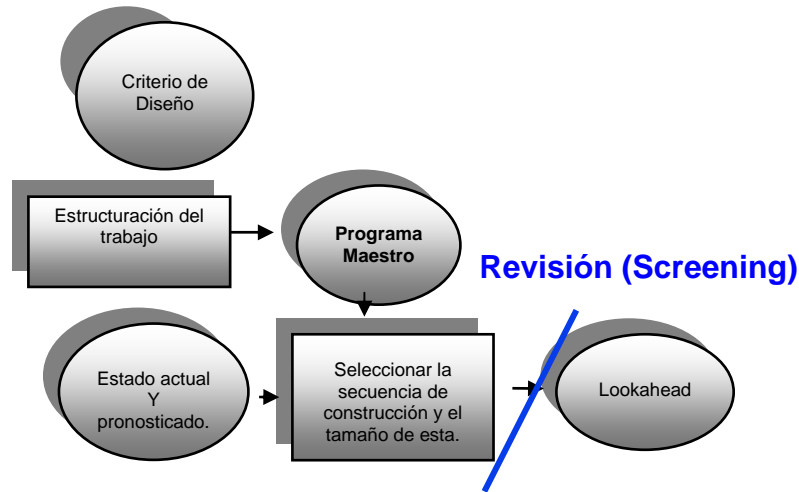 Criterio de
Diseño
Estructuración del
trabajo
Programa
Maestro
Revisión (Screening)
Estado actual
Y
pronosticado.
Seleccionar la
secuencia de
construcción y el
tamaño de esta.
Lookahead